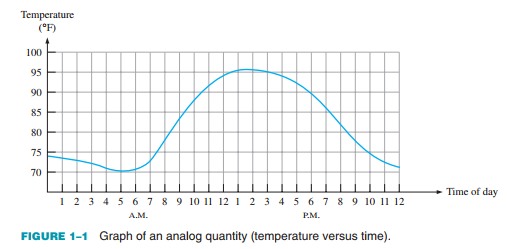 Temperature
(°F)
100
95
90
85
80
75
70
1 2 3 4 5 6 7 8 9 10 11 12 1 2 3 4 5 6 7 8 9 10 11 12
Time of day
A.M.
P.M.
FIGURE 1–1 Graph of an analog quantity (temperature versus time).